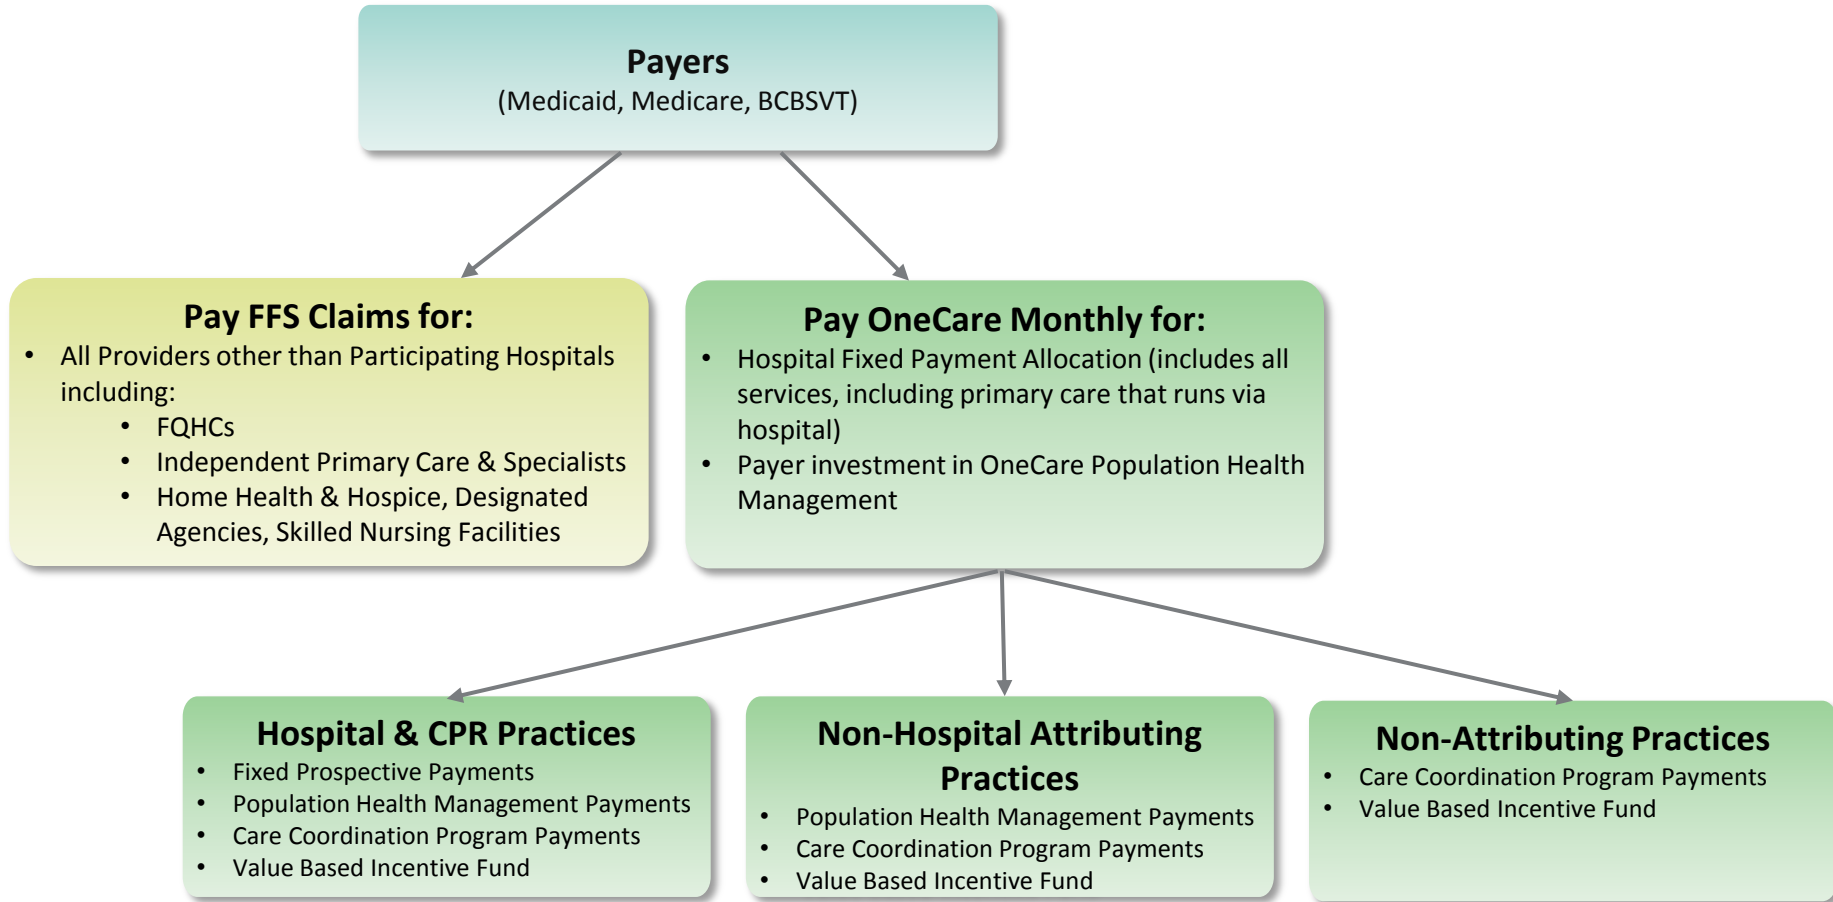 Payers
(Medicaid, Medicare, BCBSVT)
Pay FFS Claims for:
• All Providers other than Participating Hospitals
including:
• FQHCs
• Independent Primary Care & Specialists
• Home Health & Hospice, Designated
Agencies, Skilled Nursing Facilities
Pay OneCare Monthly for:
• Hospital Fixed Payment Allocation (includes all
services, including primary care that runs via
hospital)
• Payer investment in OneCare Population Health
Management
Hospital & CPR Practices
• Fixed Prospective Payments
• Population Health Management Payments
• Care Coordination Program Payments
• Value Based Incentive Fund
Non-Hospital Attributing
Practices
• Population Health Management Payments
• Care Coordination Program Payments
• Value Based Incentive Fund
Non-Attributing Practices
• Care Coordination Program Payments
• Value Based Incentive Fund